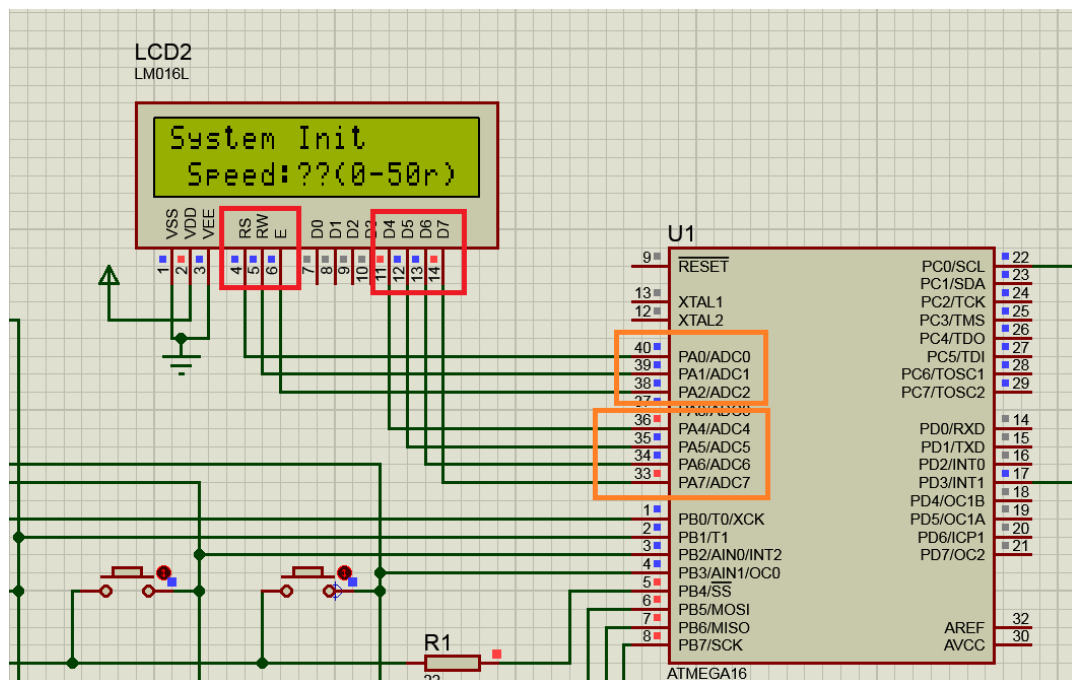 LCD2
LM016L
System Init
Speed:??(0-50r)
VSS
VDD
VEE
RS
RW
E
D0
D1
D2
D3
D4
D5
D6
D7
1
2
3
4
5
6
7
8
9
10
11
12
13
14
U1
9 RESET
13 XTAL1
12 XTAL2
40 PA0/ADC0
39 PA1/ADC1
38 PA2/ADC2
37 PA3/ADC3
36 PA4/ADC4
35 PA5/ADC5
34 PA6/ADC6
33 PA7/ADC7
1 PB0/T0/XCK
2 PB1/T1
3 PB2/AIN0/INT2
4 PB3/AIN1/OC0
5 PB4/SS
6 PB5/MOSI
7 PB6/MISO
8 PB7/SCK
PC0/SCL 22
PC1/SDA 23
PC2/TCK 24
PC3/TMS 25
PC4/TDO 26
PC5/TDI 27
PC6/TOSC1 28
PC7/TOSC2 29
PD0/RXD 14
PD1/TXD 15
PD2/INT0 16
PD3/INT1 17
PD4/OC1B 18
PD5/OC1A 19
PD6/ICP1 20
PD7/OC2 21
AREF 32
AVCC 30
ATMEGA16
R1